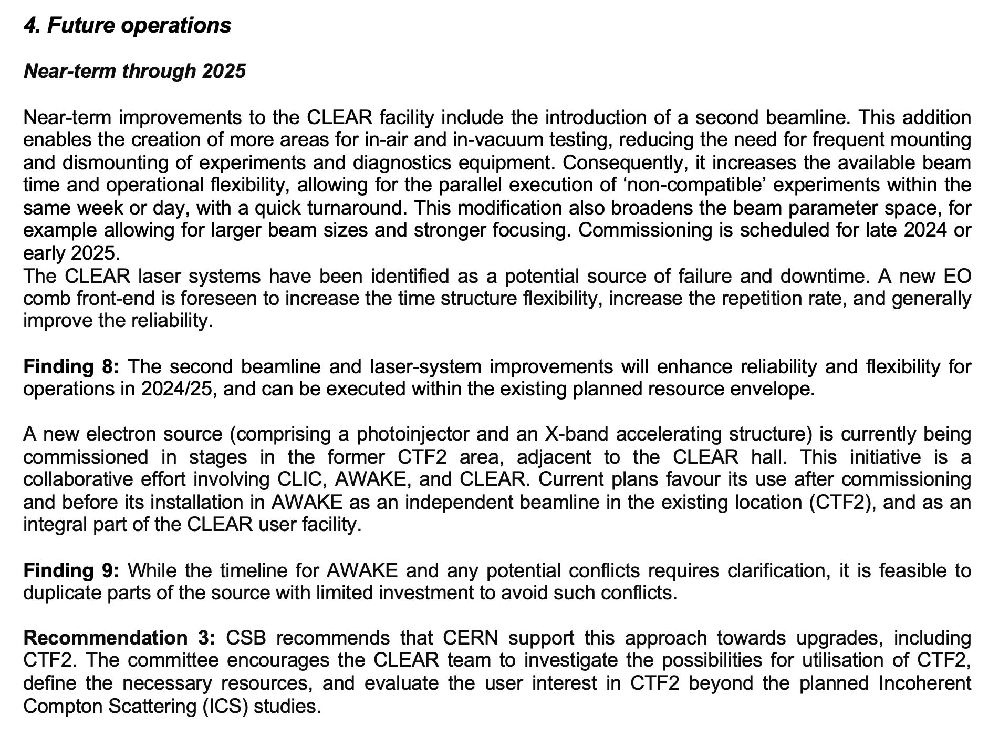 4. Future operations
Near-term through 2025
Near-term improvements to the CLEAR facility include the introduction of a second beamline. This addition
enables the creation of more areas for in-air and in-vacuum testing, reducing the need for frequent mounting
and dismounting of experiments and diagnostics equipment. Consequently, it increases the available beam
time and operational flexibility, allowing for the parallel execution of ‘non-compatible’ experiments within the
same week or day, with a quick turnaround. This modification also broadens the beam parameter space, for
example allowing for larger beam sizes and stronger focusing. Commissioning is scheduled for late 2024 or
early 2025.
The CLEAR laser systems have been identified as a potential source of failure and downtime. A new EO
comb front-end is foreseen to increase the time structure flexibility, increase the repetition rate, and generally
improve the reliability.
Finding 8: The second beamline and laser-system improvements will enhance reliability and flexibility for
operations in 2024/25, and can be executed within the existing planned resource envelope.
A new electron source (comprising a photoinjector and an X-band accelerating structure) is currently being
commissioned in stages in the former CTF2 area, adjacent to the CLEAR hall. This initiative is a
collaborative effort involving CLIC, AWAKE, and CLEAR. Current plans favour its use after commissioning
and before its installation in AWAKE as an independent beamline in the existing location (CTF2), and as an
integral part of the CLEAR user facility.
Finding 9: While the timeline for AWAKE and any potential conflicts requires clarification, it is feasible to
duplicate parts of the source with limited investment to avoid such conflicts.
Recommendation 3: CSB recommends that CERN support this approach towards upgrades, including
CTF2. The committee encourages the CLEAR team to investigate the possibilities for utilisation of CTF2,
define the necessary resources, and evaluate the user interest in CTF2 beyond the planned Incoherent
Compton Scattering (ICS) studies.